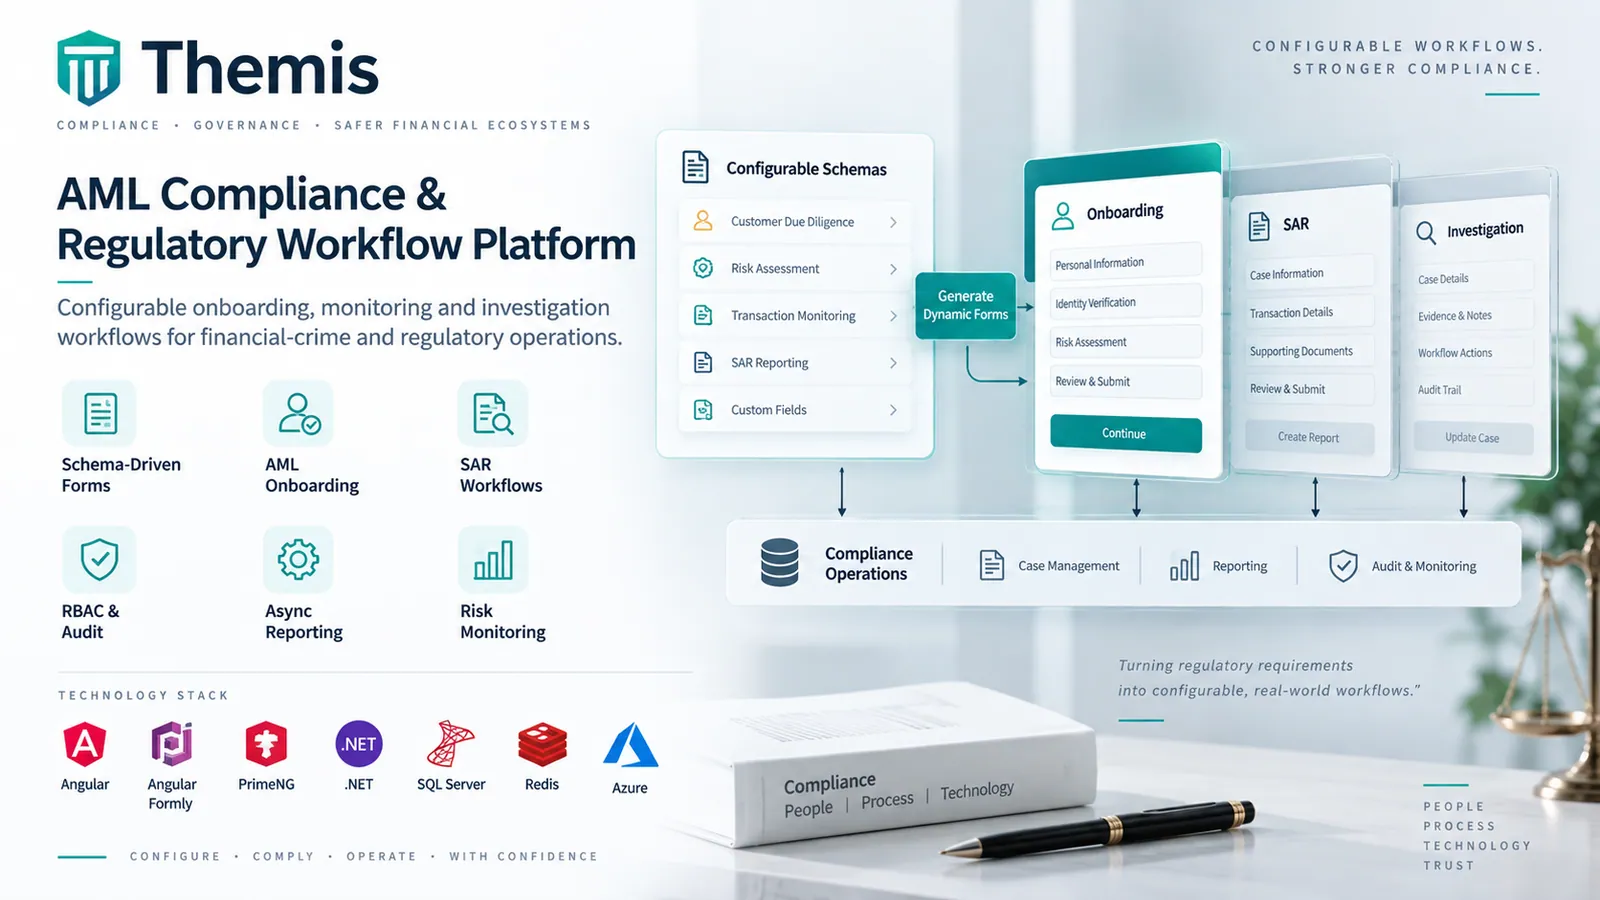 Themis
COMPLIANCE • GOVERNANCE • SAFER FINANCIAL ECOSYSTEMS
AML Compliance &
Regulatory Workflow Platform
Configurable onboarding, monitoring and investigation
workflows for financial-crime and regulatory operations.
Schema-Driven
Forms
AML
Onboarding
SAR
Workflows
RBAC &
Audit
Async
Reporting
Risk
Monitoring
TECHNOLOGY STACK
Angular
Angular
Formly
PrimeNG
.NET
.NET
SQL Server
Redis
Azure
CONFIGURE • COMPLY • OPERATE • WITH CONFIDENCE
CONFIGURABLE WORKFLOWS.
STRONGER COMPLIANCE.
Configurable Schemas
Customer Due Diligence
Risk Assessment
Transaction Monitoring
SAR Reporting
Custom Fields
Generate
Dynamic Forms
Onboarding
Personal Information
Identity Verification
Risk Assessment
Review & Submit
Continue
SAR
Case Information
Transaction Details
Supporting Documents
Review & Submit
Create Report
Investigation
Case Details
Evidence & Notes
Workflow Actions
Audit Trail
Update Case
Compliance
Operations
Case Management
Reporting
Audit & Monitoring
Turning regulatory requirements
into configurable, real-world workflows.”
Compliance
People | Process | Technology
PEOPLE
PROCESS
TECHNOLOGY
TRUST